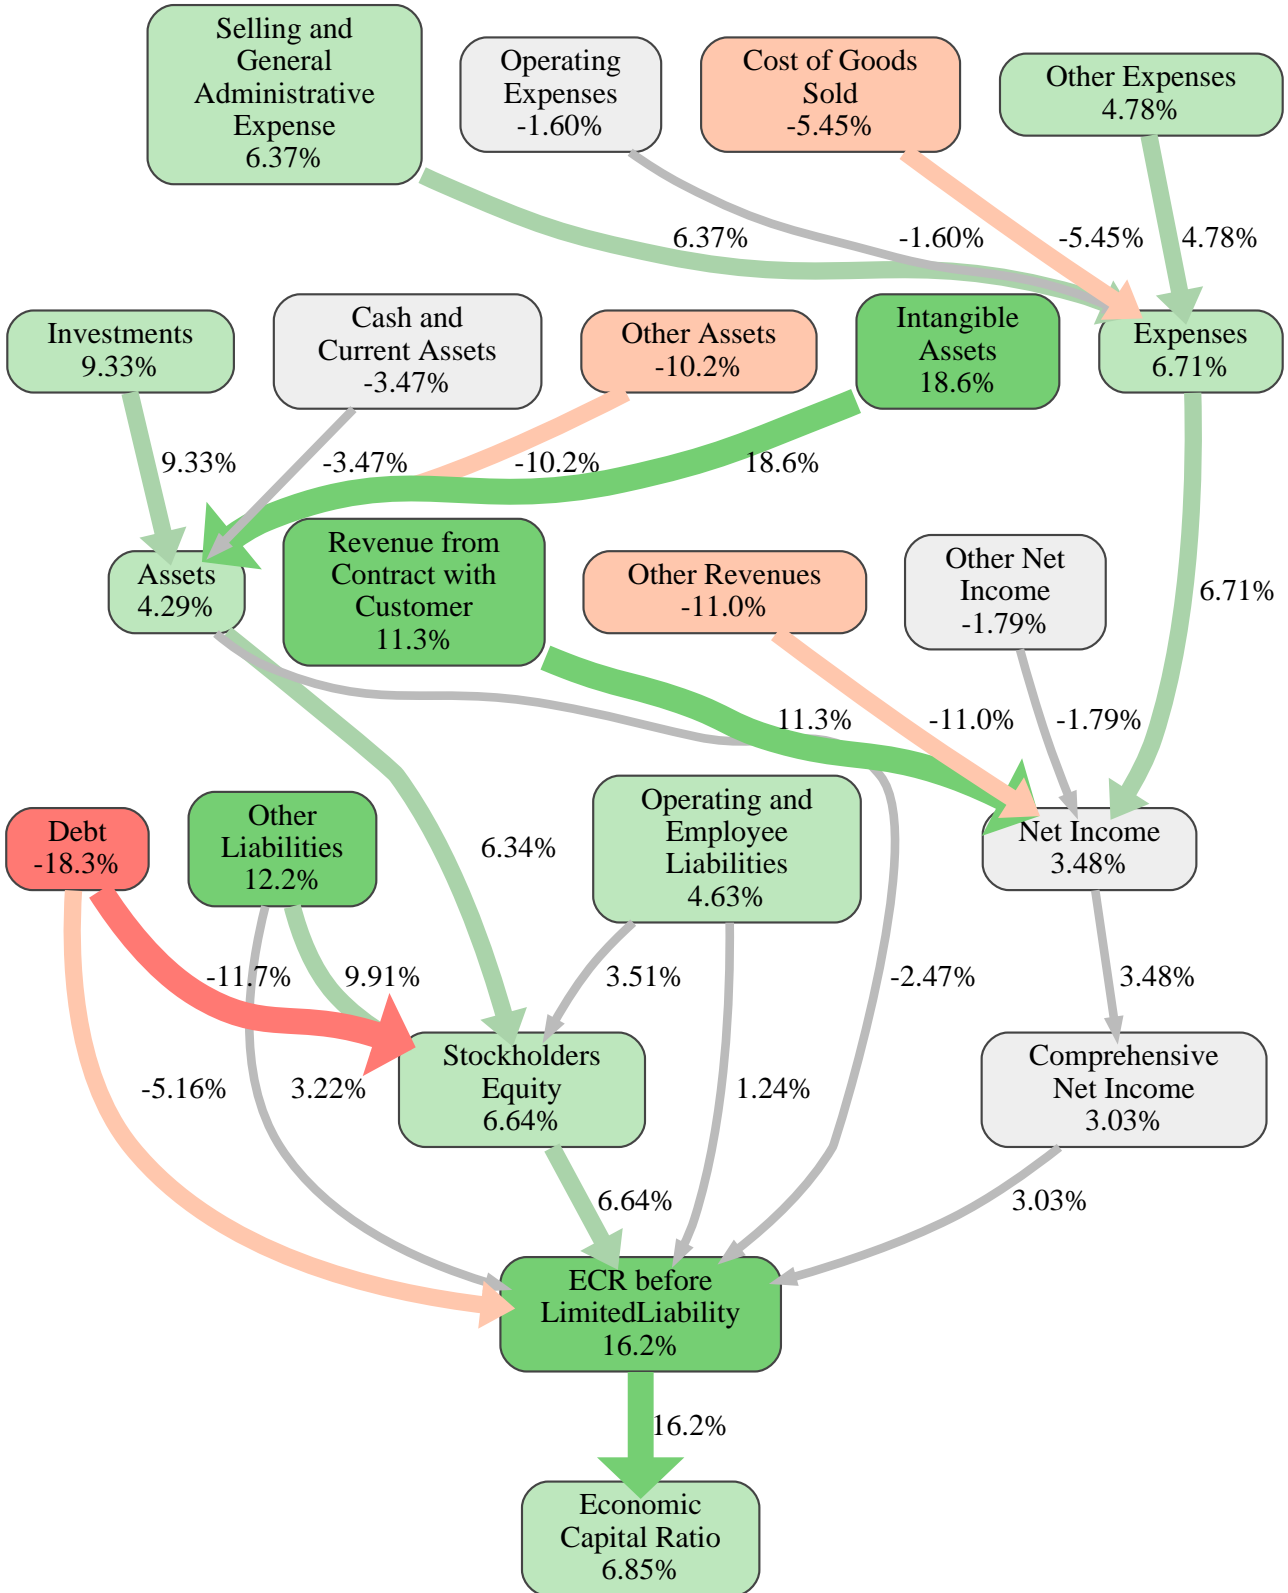 Selling and
General
Administrative
Expense
6.37%
Operating
Expenses
-1.60%
Cost of Goods
Sold
-5.45%
Other Expenses
4.78%
6.37%
-1.60%
-5.45%
4.78%
Investments
9.33%
Cash and
Current Assets
-3.47%
Other Assets
-10.2%
Intangible
Assets
18.6%
Expenses
6.71%
9.33%
-3.47%
-10.2%
18.6%
Assets
4.29%
Revenue from
Contract with
Customer
11.3%
Other Revenues
-11.0%
Other Net
Income
-1.79%
6.71%
11.3%
-11.0%
-1.79%
Debt
-18.3%
Other
Liabilities
12.2%
6.34%
Operating and
Employee
Liabilities
4.63%
Net Income
3.48%
-11.7%
9.91%
3.51%
-2.47%
3.48%
-5.16%
3.22%
Stockholders
Equity
6.64%
1.24%
Comprehensive
Net Income
3.03%
6.64%
3.03%
ECR before
LimitedLiability
16.2%
16.2%
Economic
Capital Ratio
6.85%